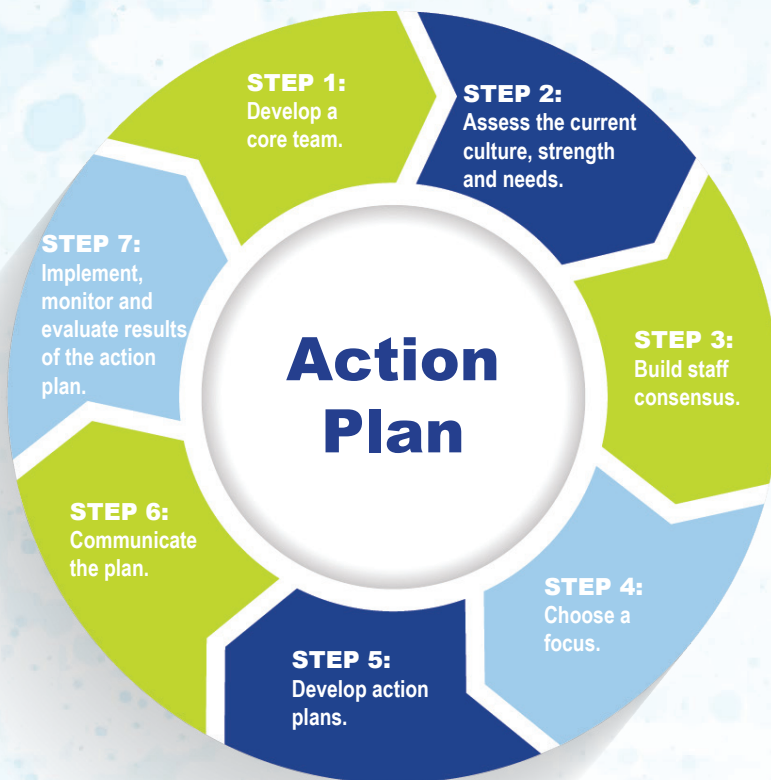 STEP 1:
Develop a
core team.
STEP 2:
Assess the current
culture, strength
and needs.
STEP 3:
Build staff
consensus.
STEP 4:
Choose a
focus.
STEP 5:
Develop action
plans.
STEP 6:
Communicate
the plan.
STEP 7:
Implement,
monitor and
evaluate results
of the action
plan.
Action
Plan